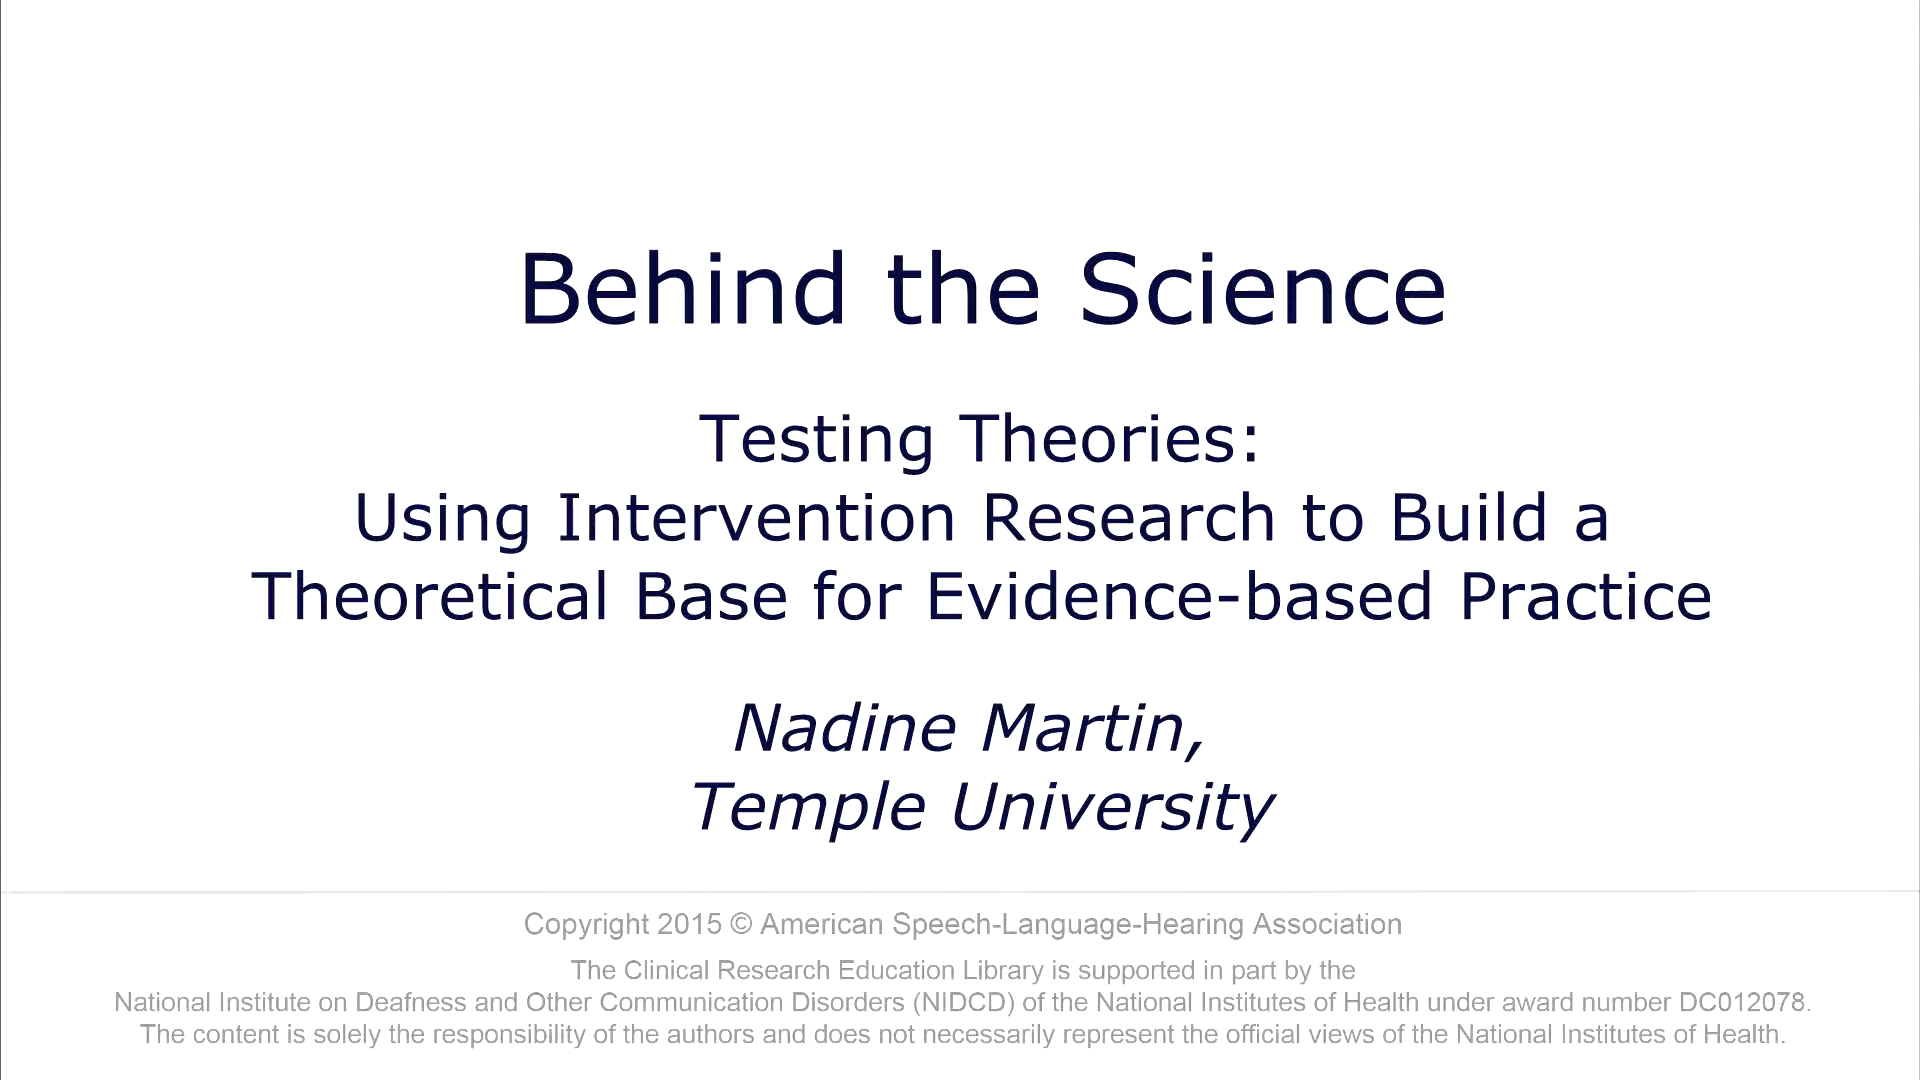 Behind the Science
Testing Theories:
Using Intervention Research to Build a
Theoretical Base for Evidence-based Practice
Nadine Martin,
Temple University
Copyright 2015 © American Speech-Language-Hearing Association
The Clinical Research Education Library is supported in part by the
National Institute on Deafness and Other Communication Disorders (NIDCD) of the National Institutes of Health under award number DC012078.
The content is solely the responsibility of the authors and does not necessarily represent the official views of the National Institutes of Health.